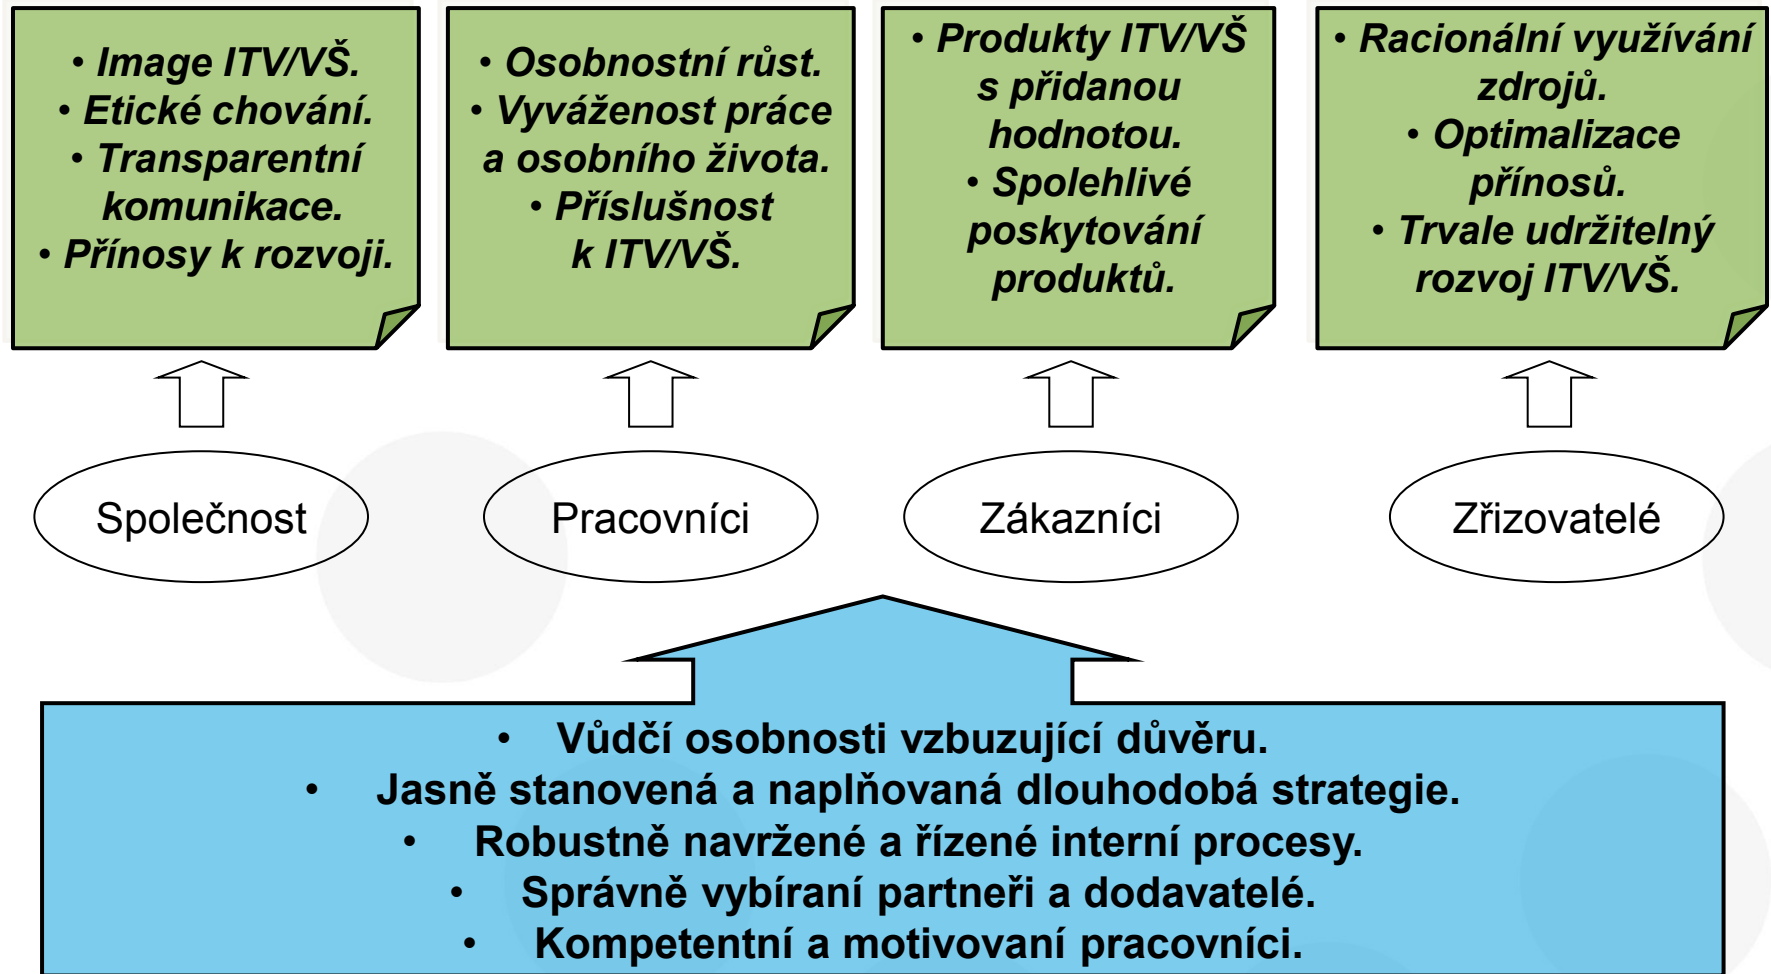 • Image ITV/VŠ.
• Etické chování.
• Transparentní
komunikace.
• Přínosy k rozvoji.
• Osobnostní růst.
• Vyváženost práce
a osobního života.
• Příslušnost
k ITV/VŠ.
• Produkty ITV/VŠ
s přidanou
hodnotou.
• Spolehlivé
poskytování
produktů.
• Racionální využívání
zdrojů.
• Optimalizace
přínosů.
• Trvale udržitelný
rozvoj ITV/VŠ.
Společnost
Pracovníci
Zákazníci
Zřizovatelé
• Vůdčí osobnosti vzbuzující důvěru.
• Jasně stanovená a naplňovaná dlouhodobá strategie.
• Robustně navržené a řízené interní procesy.
• Správně vybíraní partneři a dodavatelé.
• Kompetentní a motivovaní pracovníci.